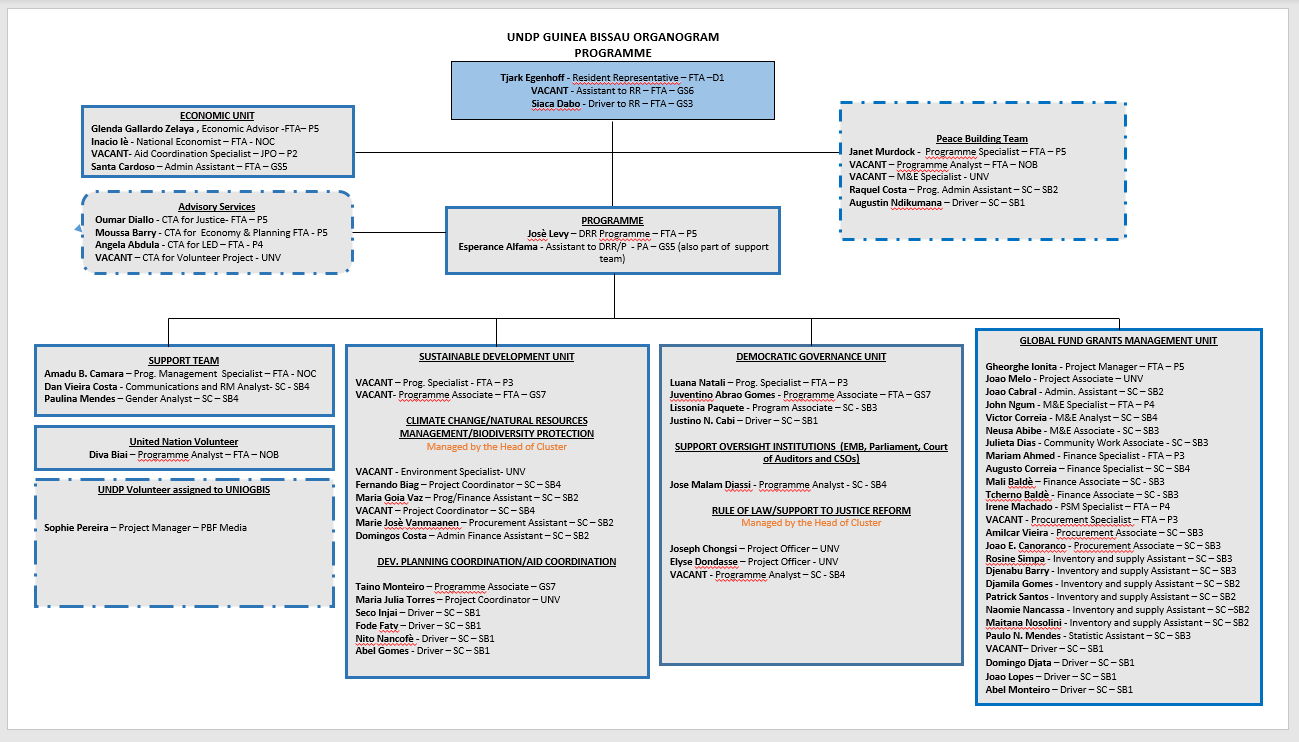 UNDP GUINEA BISSAU ORGANOGRAM
PROGRAMME
Tjark Egenhoff - Resident Representative – FTA –D1
VACANT - Assistant to RR – FTA – GS6
Siaca Dabo - Driver to RR – FTA – GS3
ECONOMIC UNIT
Glenda Gallardo Zelaya , Economic Advisor -FTA– P5
Inacio Iè - National Economist – FTA - NOC
VACANT- Aid Coordination Specialist – JPO – P2
Santa Cardoso – Admin Assistant – FTA – GS5
Peace Building Team
Janet Murdock - Programme Specialist – FTA – P5
VACANT – Programme Analyst – FTA – NOB
VACANT – M&E Specialist - UNV
Raquel Costa – Prog. Admin Assistant – SC – SB2
Augustin Ndikumana – Driver – SC – SB1
Advisory Services
Oumar Diallo - CTA for Justice- FTA – P5
Moussa Barry - CTA for Economy & Planning FTA - P5
Angela Abdula – CTA for LED – FTA - P4
VACANT – CTA for Volunteer Project - UNV
PROGRAMME
Josè Levy – DRR Programme – FTA – P5
Esperance Alfama - Assistant to DRR/P - PA – GS5 (also part of support
team)
SUPPORT TEAM
Amadu B. Camara – Prog. Management Specialist – FTA - NOC
Dan Vieira Costa - Communications and RM Analyst- SC - SB4
Paulina Mendes – Gender Analyst – SC – SB4
United Nation Volunteer
Diva Biai – Programme Analyst – FTA – NOB
UNDP Volunteer assigned to UNIOGBIS
Sophie Pereira – Project Manager – PBF Media
SUSTAINABLE DEVELOPMENT UNIT
VACANT – Prog. Specialist - FTA – P3
VACANT- Programme Associate – FTA – GS7
CLIMATE CHANGE/NATURAL RESOURCES
MANAGEMENT/BIODIVERSITY PROTECTION
Managed by the Head of Cluster
VACANT - Environment Specialist- UNV
Fernando Biag – Project Coordinator – SC – SB4
Maria Goia Vaz – Prog/Finance Assistant – SC – SB2
VACANT – Project Coordinator – SC – SB4
Marie Josè Vanmaanen – Procurement Assistant – SC – SB2
Domingos Costa – Admin Finance Assistant – SC – SB2
DEV. PLANNING COORDINATION/AID COORDINATION
Taino Monteiro – Programme Associate – GS7
Maria Julia Torres – Project Coordinator – UNV
Seco Injai – Driver – SC – SB1
Fode Faty – Driver – SC – SB1
Nito Nancofè - Driver – SC – SB1
Abel Gomes - Driver – SC – SB1
DEMOCRATIC GOVERNANCE UNIT
Luana Natali – Prog. Specialist – FTA – P3
Juventino Abrao Gomes - Programme Associate – FTA – GS7
Lissonia Paquete – Program Associate – SC - SB3
Justino N. Cabi – Driver – SC – SB1
SUPPORT OVERSIGHT INSTITUTIONS (EMB, Parliament, Court
of Auditors and CSOs)
Jose Malam Djassi - Programme Analyst – SC - SB4
RULE OF LAW/SUPPORT TO JUSTICE REFORM
Managed by the Head of Cluster
Joseph Chongsi – Project Officer – UNV
Elyse Dondasse – Project Officer - UNV
VACANT - Programme Analyst – SC - SB4
GLOBAL FUND GRANTS MANAGEMENT UNIT
Gheorghe Ionita - Project Manager – FTA – P5
Joao Melo - Project Associate – UNV
Joao Cabral - Admin. Assistant – SC – SB2
John Ngum - M&E Specialist – FTA – P4
Victor Correia – M&E Analyst – SC – SB4
Neusa Abibe – M&E Associate - SC – SB3
Julieta Dias - Community Work Associate - SC – SB3
Mariam Ahmed – Finance Specialist - FTA – P3
Augusto Correia – Finance Specialist – SC – SB4
Mali Baldè – Finance Associate – SC - SB3
Tcherno Baldè – Finance Associate – SC – SB3
Irene Machado – PSM Specialist – FTA – P4
VACANT - Procurement Specialist – FTA – P3
Amilcar Vieira – Procurement Associate – SC – SB3
Joao E. Canoranco - Procurement Associate – SC – SB3
Rosine Simpa - Inventory and supply Assistant – SC – SB3
Djenabu Barry - Inventory and supply Assistant – SC – SB3
Djamila Gomes - Inventory and supply Assistant – SC – SB2
Patrick Santos - Inventory and supply Assistant – SC – SB2
Naomie Nancassa - Inventory and supply Assistant – SC –SB2
Maitana Nosolini - Inventory and supply Assistant – SC – SB2
Paulo N. Mendes - Statistic Assistant – SC – SB3
VACANT– Driver – SC – SB1
Domingo Djata – Driver – SC – SB1
Joao Lopes – Driver – SC – SB1
Abel Monteiro – Driver – SC – SB1